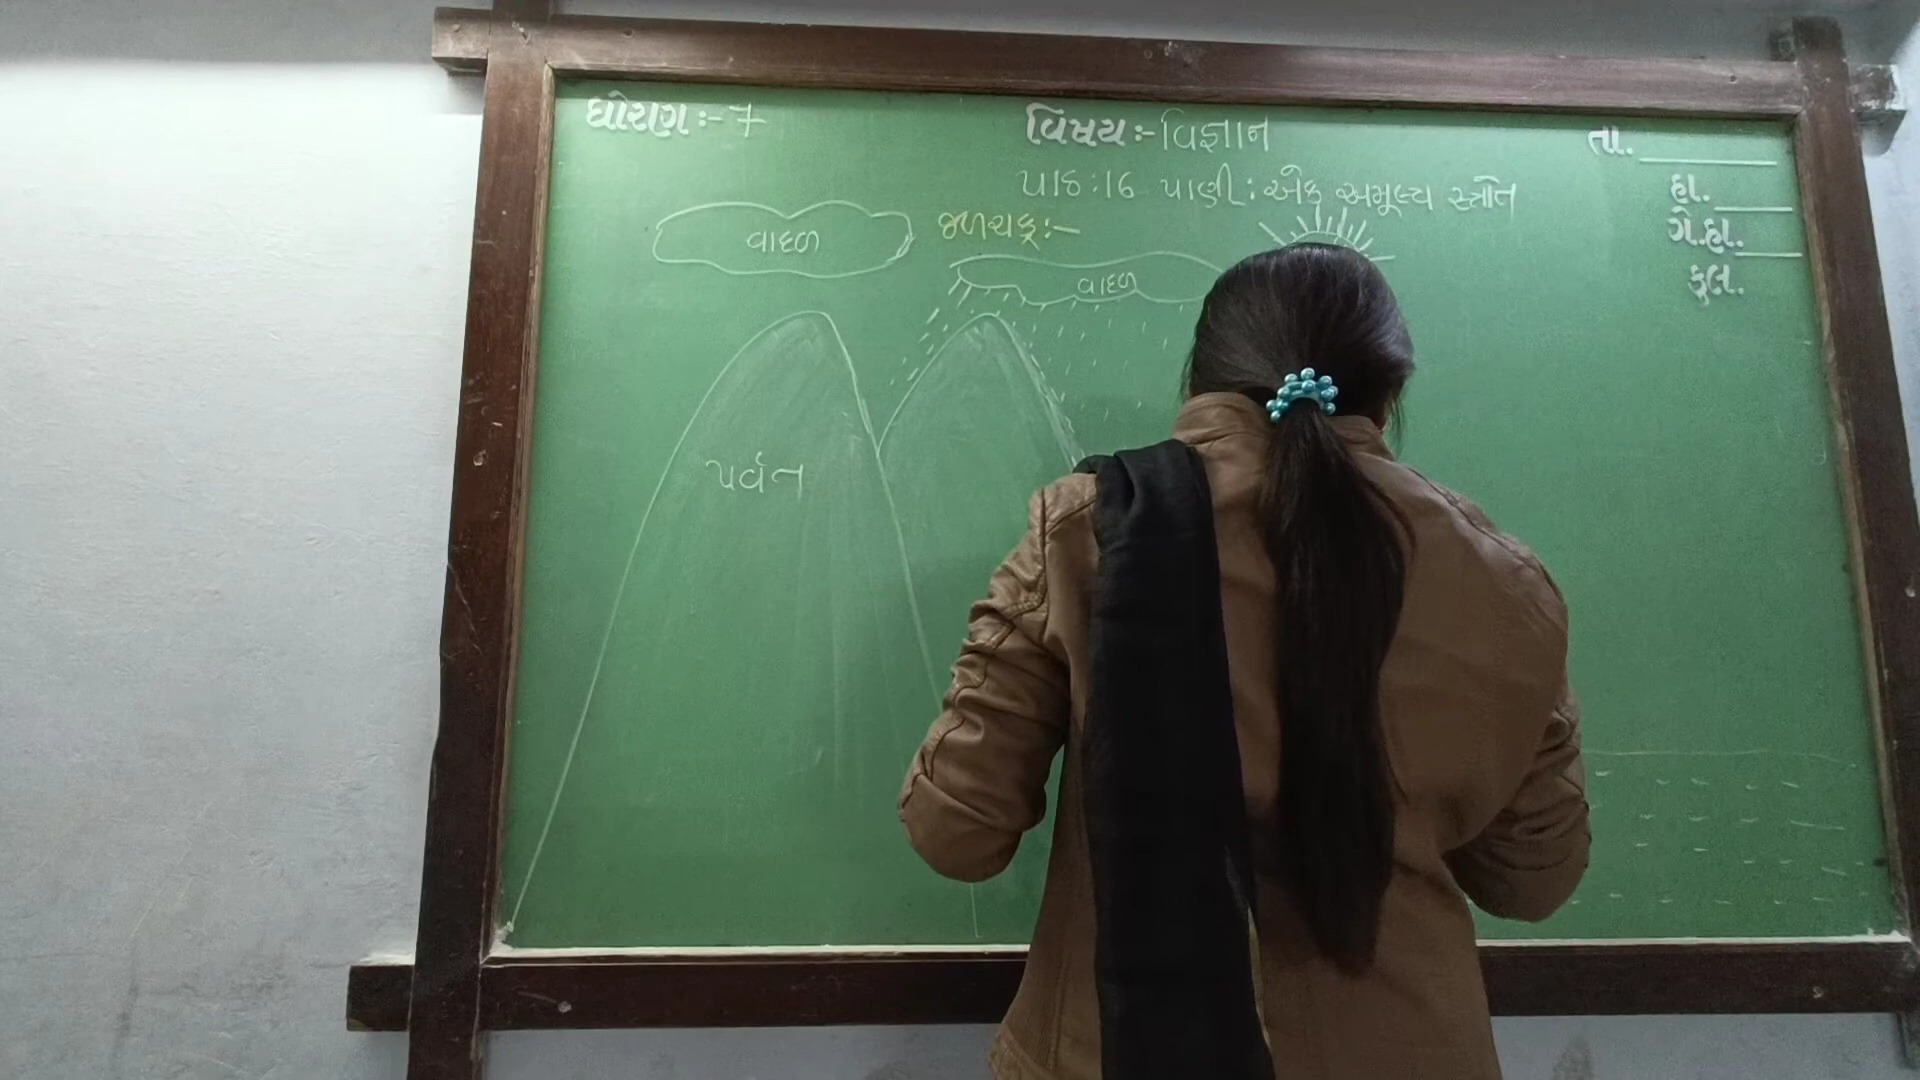 ધોરણ :- 7
વિષય :- વિજ્ઞાન
તા.
પાઠ : 16 પાણી : એક અમૂલ્ય સ્ત્રોત
હા.
જળચક્ર :-
ગે.હા.
વાદળ
વાદળ
કુલ.
પર્વત